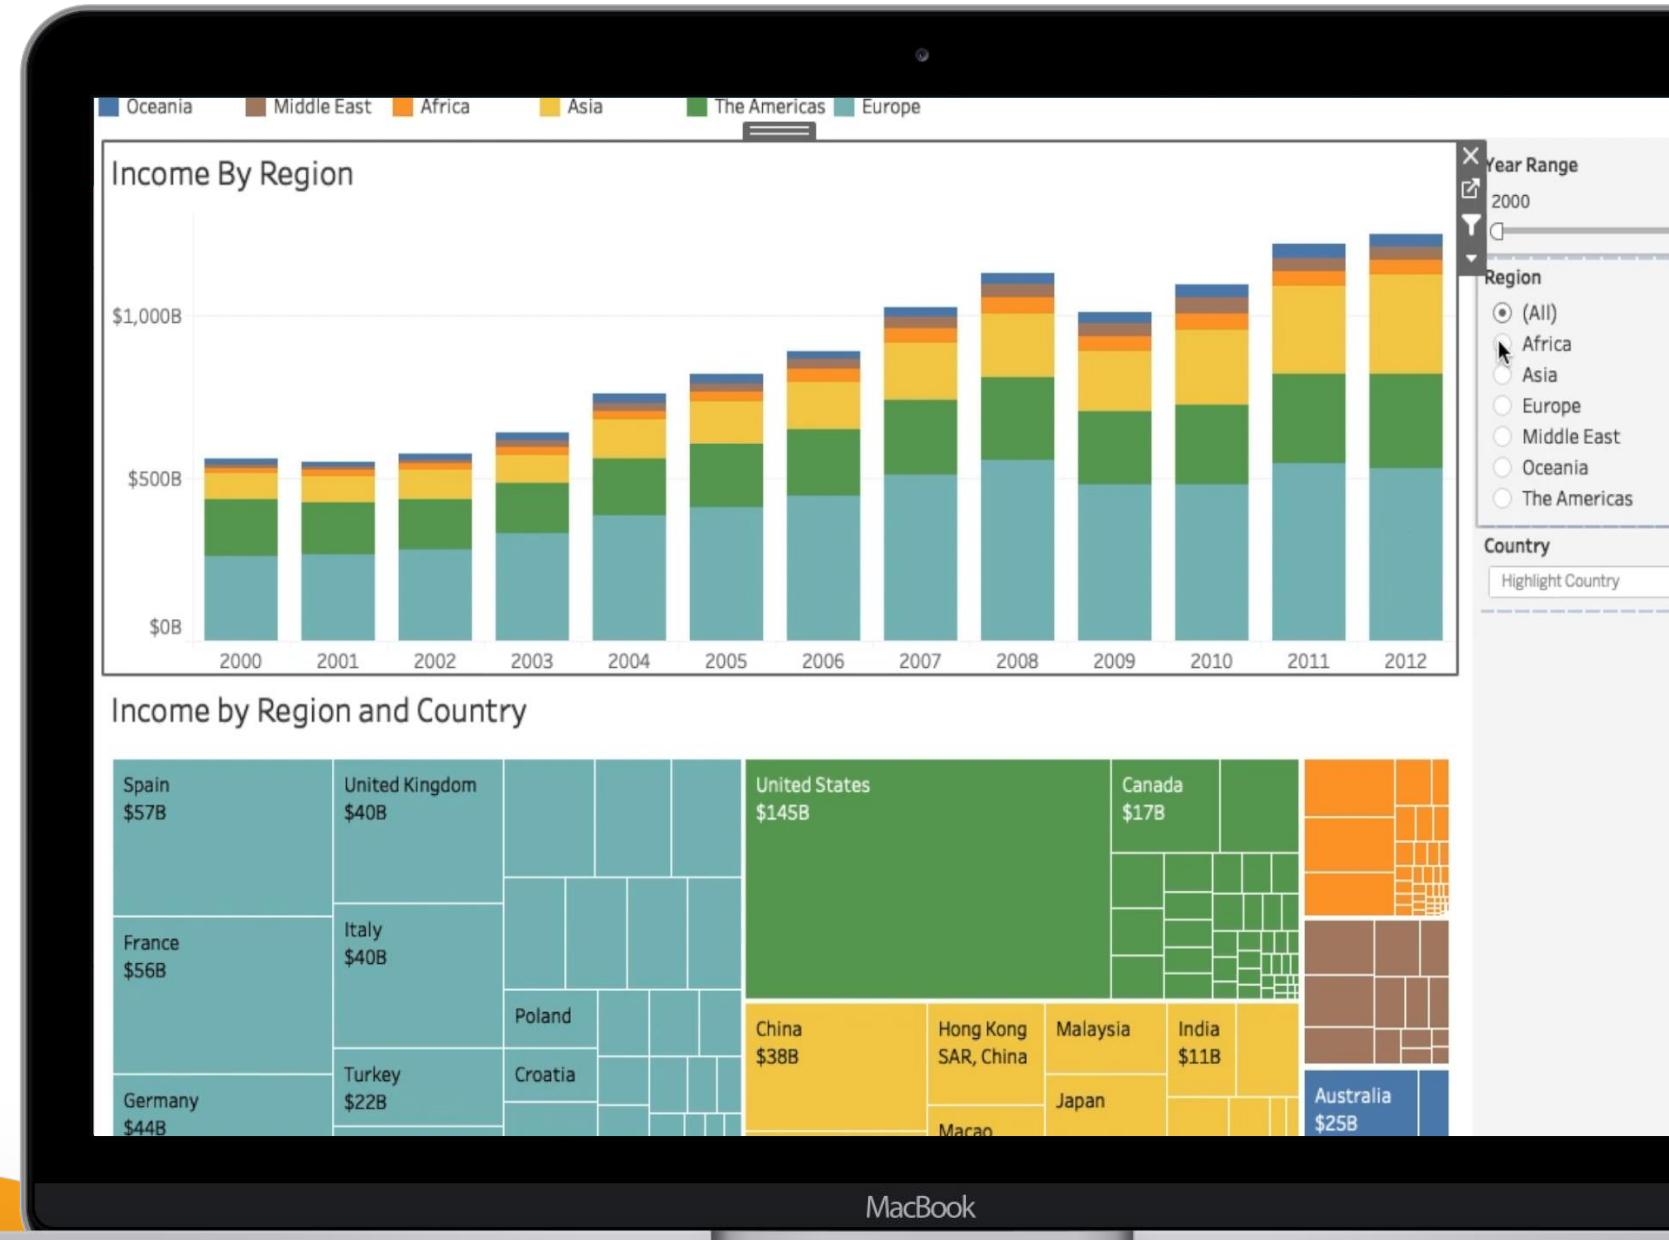 Oceania
Middle East
Africa
Asia
The Americas
Europe
Income By Region
$1,000B
$500B
$0B
2000 2001 2002 2003 2004 2005 2006 2007 2008 2009 2010 2011 2012
Year Range
2000
Region
(All)
Africa
Asia
Europe
Middle East
Oceania
The Americas
Country
Highlight Country
Income by Region and Country
Spain
$57B
France
$56B
Germany
$44B
United Kingdom
$40B
Italy
$40B
Turkey
$22B
Poland
Croatia
United States
$145B
Canada
$17B
China
$38B
Hong Kong
SAR, China
Macao
Malaysia
Japan
India
$11B
Australia
$25B
MacBook